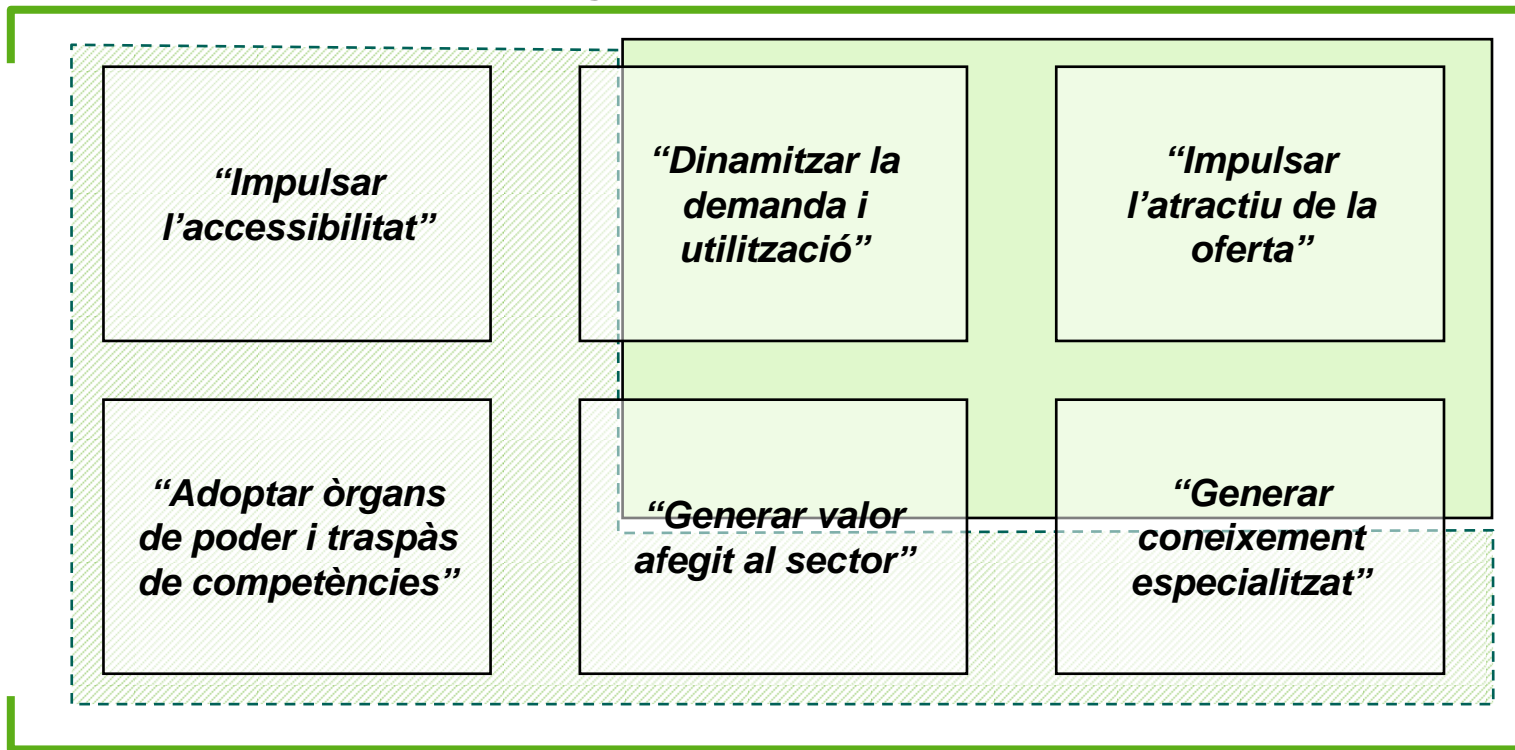 “Impulsar
l’accessibilitat”
“Dinamitzar la
demanda i
utilització”
“Impulsar
l’atractiu de la
oferta”
“Adoptar òrgans
de poder i traspàs
de competències”
“Generar valor
afegit al sector”
“Generar
coneixement
especialitzat”